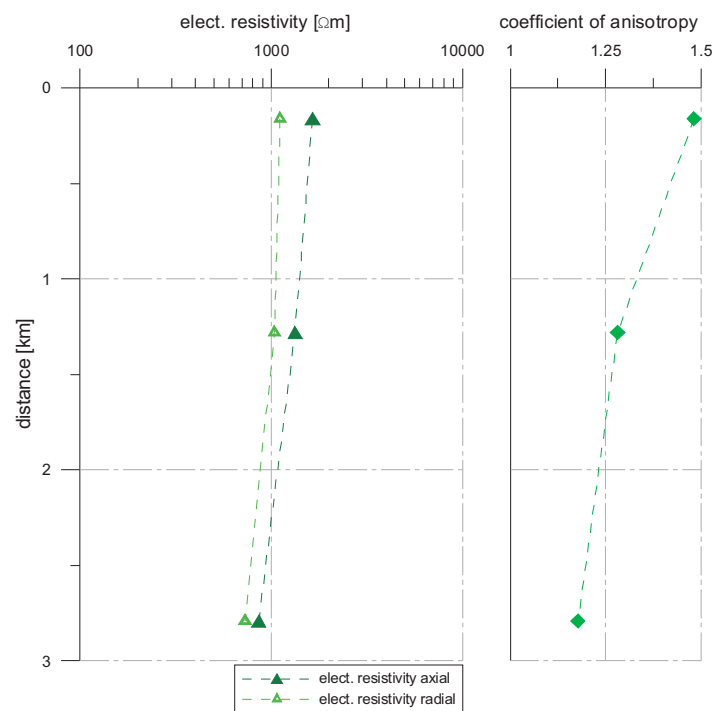 elect. resistivity [Ωm]
coefficient of anisotropy
100 1000 10000
1 1.25 1.5
0
1
2
3
distance [km]
elect. resistivity axial
elect. resistivity radial